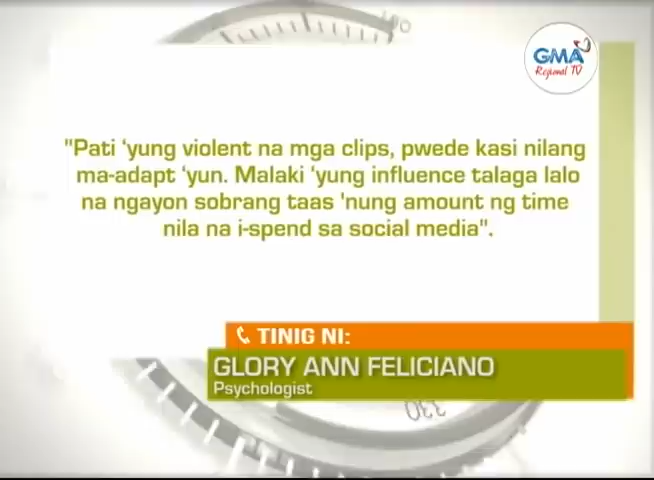 GMA
Regional TV
"Pati 'yung violent na mga clips, pwede kasi nilang
ma-adapt 'yun. Malaki 'yung influence talaga lalo
na ngayon sobrang taas 'nung amount ng time
nila na i-spend sa social media".
TINIG NI:
GLORY ANN FELICIANO
Psychologist
330